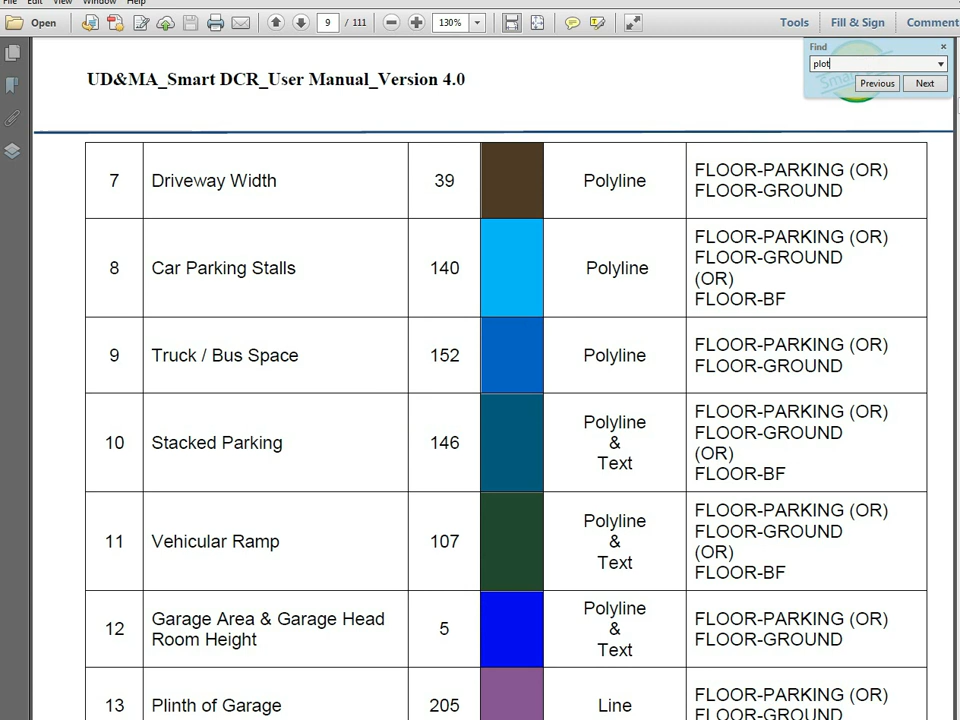 File Edit View Window Help
Open 9 / 111 130% Tools Fill & Sign Comment
Find
plot
Previous Next
UD&MA_Smart DCR_User Manual_Version 4.0
7 Driveway Width 39 Polyline FLOOR-PARKING (OR)
FLOOR-GROUND
8 Car Parking Stalls 140 Polyline FLOOR-PARKING (OR)
FLOOR-GROUND
(OR)
FLOOR-BF
9 Truck / Bus Space 152 Polyline FLOOR-PARKING (OR)
FLOOR-GROUND
10 Stacked Parking 146 Polyline
&
Text
FLOOR-PARKING (OR)
FLOOR-GROUND
(OR)
FLOOR-BF
11 Vehicular Ramp 107 Polyline
&
Text
FLOOR-PARKING (OR)
FLOOR-GROUND
(OR)
FLOOR-BF
12 Garage Area & Garage Head
Room Height
5 Polyline
&
Text
FLOOR-PARKING (OR)
FLOOR-GROUND
13 Plinth of Garage 205 Line FLOOR-PARKING (OR)
FLOOR-GROUND